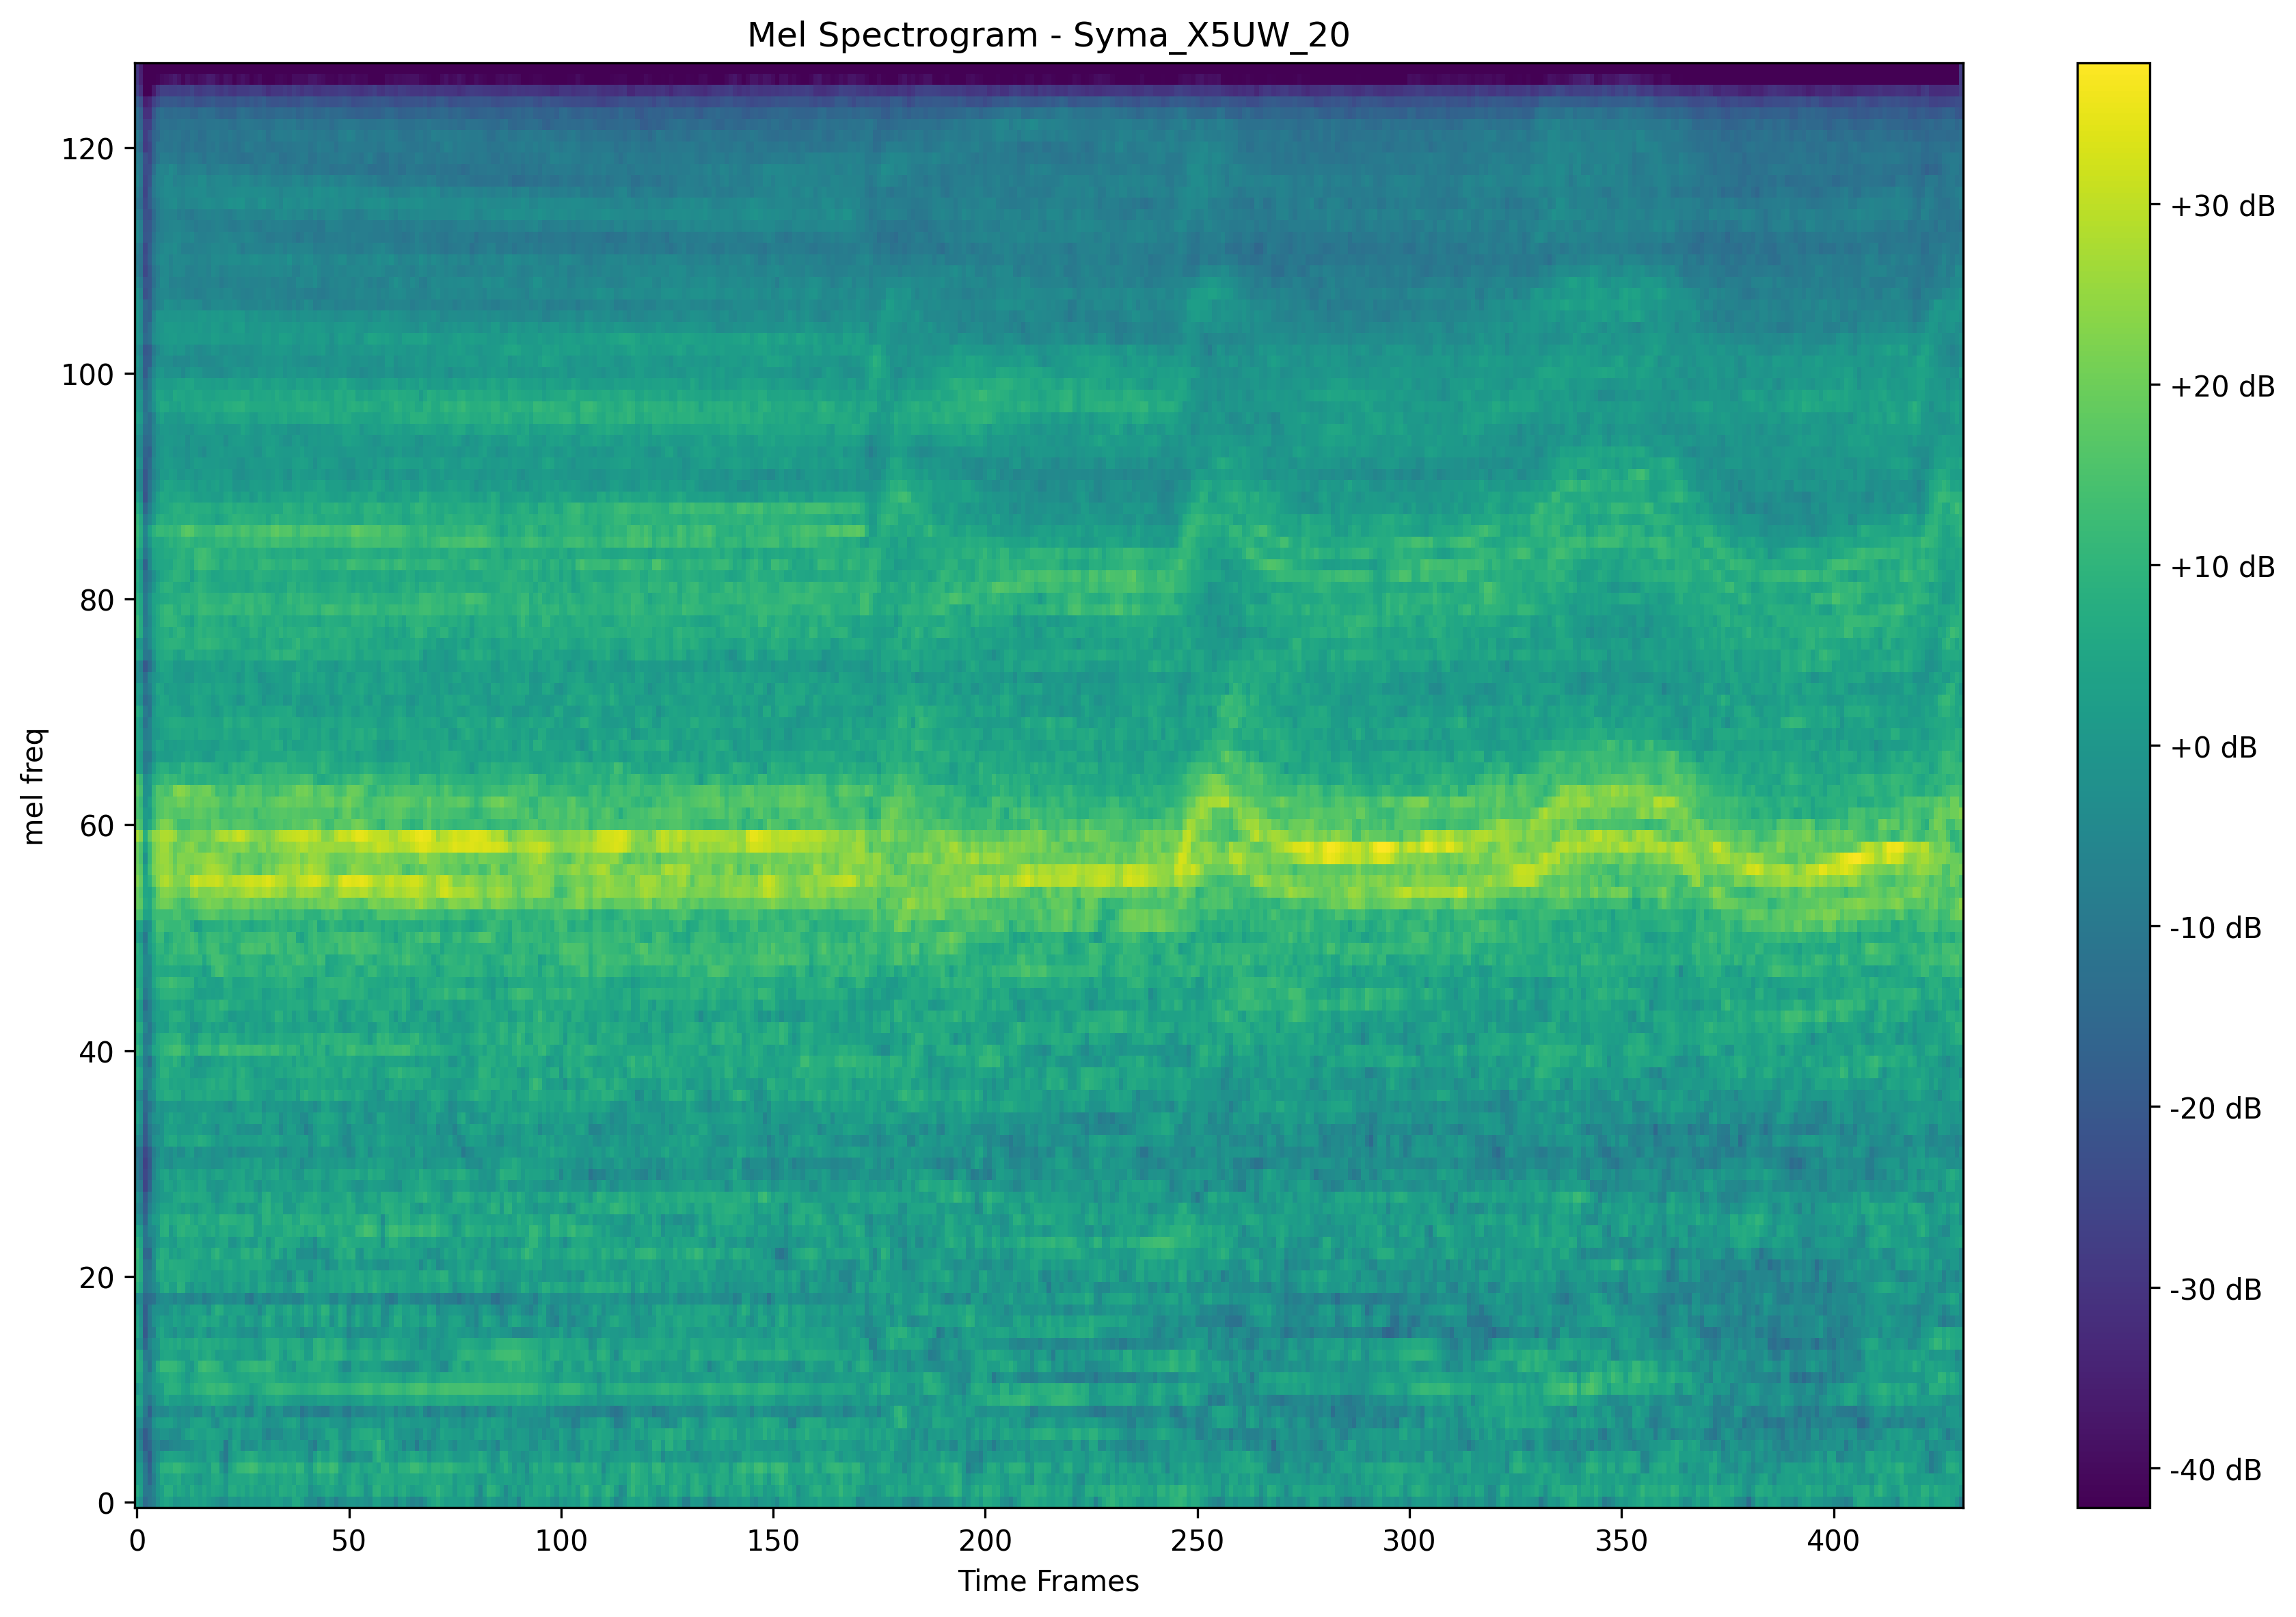 Mel Spectrogram - Syma_X5UW_20
120
100
80
60
40
20
0
mel freq
0 50 100 150 200 250 300 350 400
Time Frames
+30 dB
+20 dB
+10 dB
+0 dB
-10 dB
-20 dB
-30 dB
-40 dB